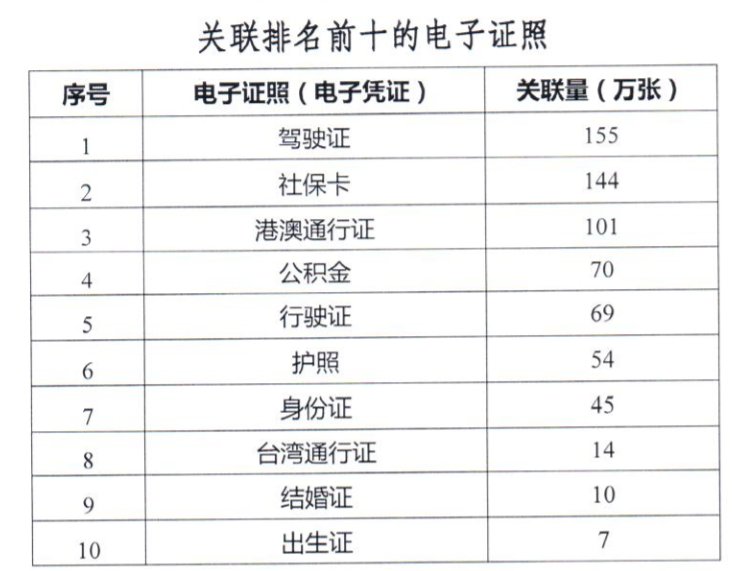 关联排名前十的电子证照
序号 电子证照（电子凭证） 关联量（万张）
1 驾驶证 155
2 社保卡 144
3 港澳通行证 101
4 公积金 70
5 行驶证 69
6 护照 54
7 身份证 45
8 台湾通行证 14
9 结婚证 10
10 出生证 7